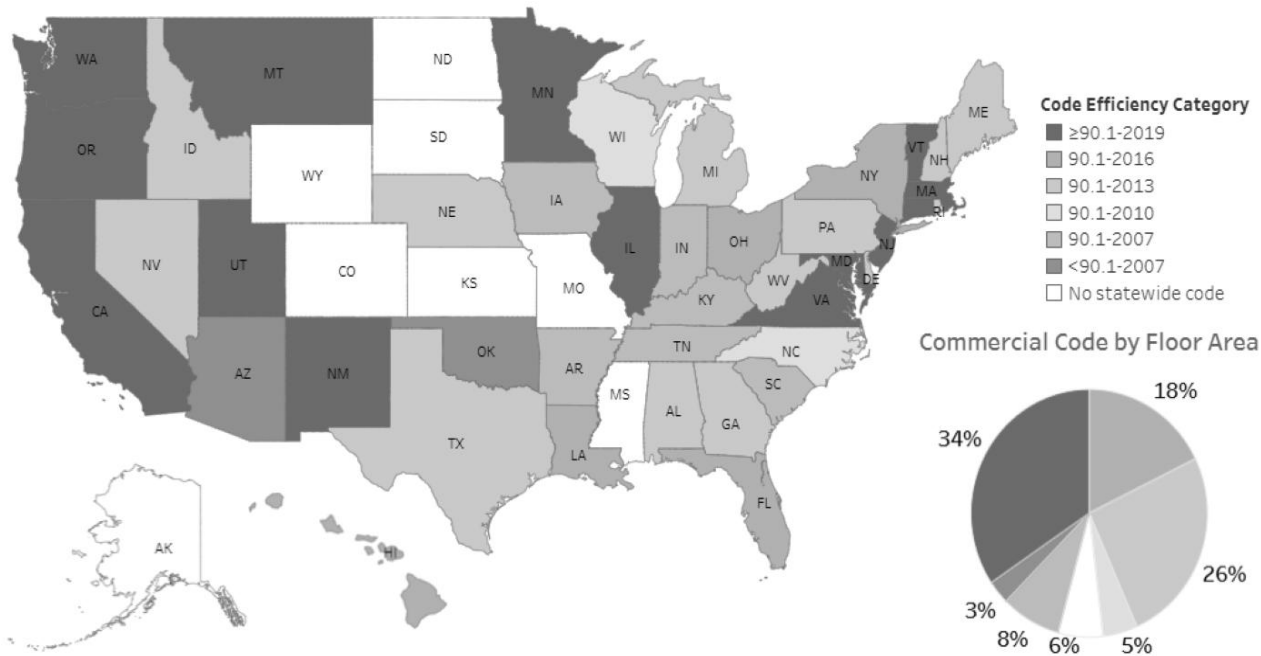 WA
MT
ND
MN
OR
ID
SD
WI
WY
MI
NE
IA
NY
VT
NH
ME
MA
RI
PA
NJ
NV
UT
CO
KS
MO
IL
IN
OH
WV
MD
DE
VA
KY
CA
AZ
NM
OK
AR
TN
NC
SC
TX
LA
MS
AL
GA
FL
AK
HI
Code Efficiency Category
≥90.1-2019
90.1-2016
90.1-2013
90.1-2010
90.1-2007
<90.1-2007
No statewide code
Commercial Code by Floor Area
18%
34%
26%
3%
8%
6%
5%